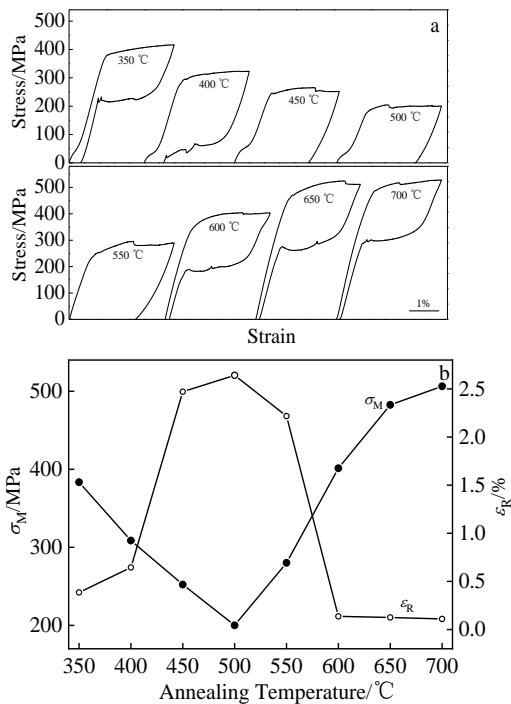 a
500
400
300
200
100
0
Stress/MPa
350 ℃
400 ℃
450 ℃
500 ℃
500
400
300
200
100
0
Stress/MPa
550 ℃
600 ℃
650 ℃
700 ℃
1%
Strain
b
500
400
300
200
σM/MPa
σM
εR
2.5
2.0
1.5
1.0
0.5
0.0
εR/%
350 400 450 500 550 600 650 700
Annealing Temperature/℃